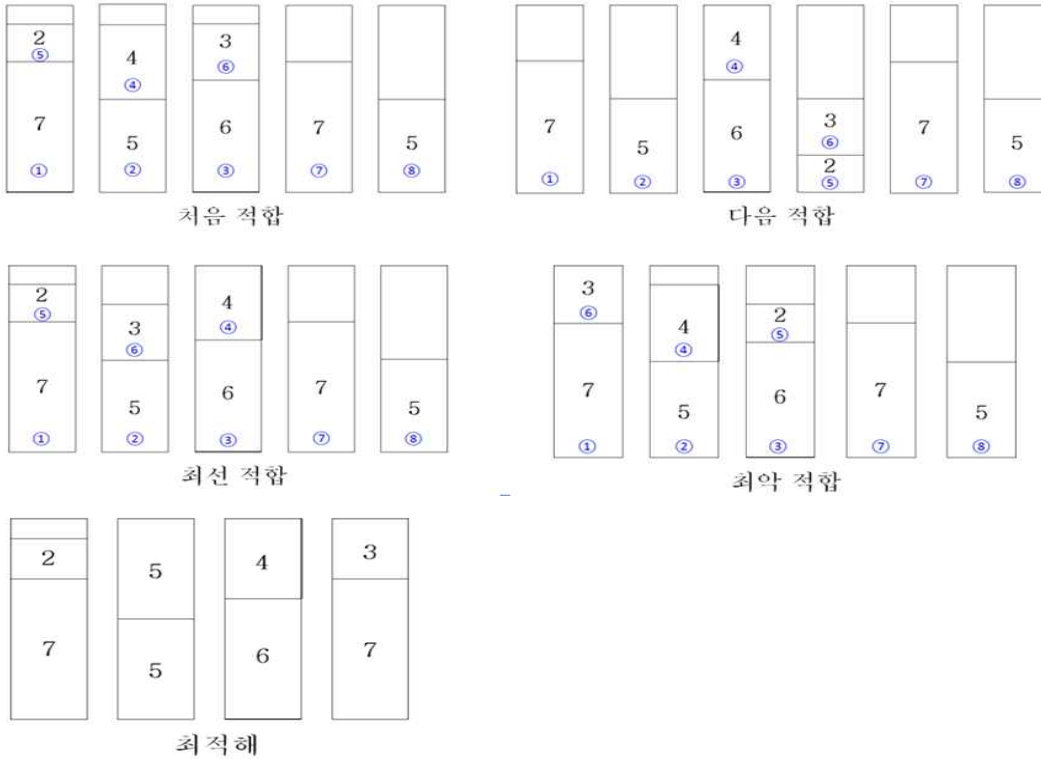 2 4 3
⑤ ④ ⑥
7 5 6 7 5
① ② ③ ⑦ ⑧
처음 적합
4
④
7 5 6 3 7 5
⑥
2
① ② ③ ⑤ ⑦ ⑧
다음 적합
2 3 4
⑤ ⑥ ④
7 5 6 7 5
① ② ③ ⑦ ⑧
최선 적합
3 4 2
⑥ ④ ⑤
7 5 6 7 5
① ② ③ ⑦ ⑧
최악 적합
2 5 4 3
7 5 6 7
최적해